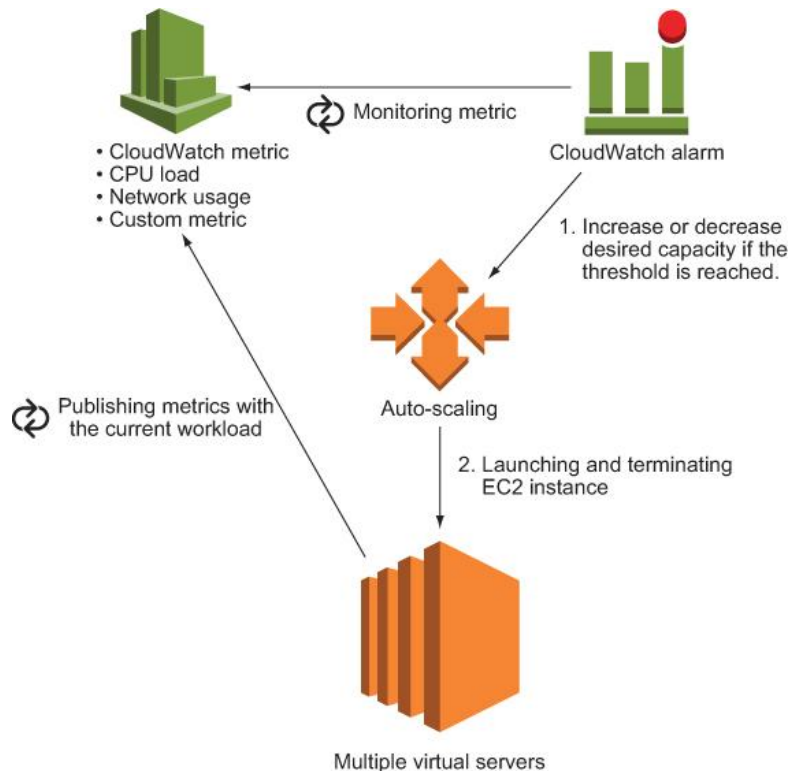 Monitoring metric
CloudWatch alarm
• CloudWatch metric
• CPU load
• Network usage
• Custom metric
1. Increase or decrease
desired capacity if the
threshold is reached.
Auto-scaling
Publishing metrics with
the current workload
2. Launching and terminating
EC2 instance
Multiple virtual servers